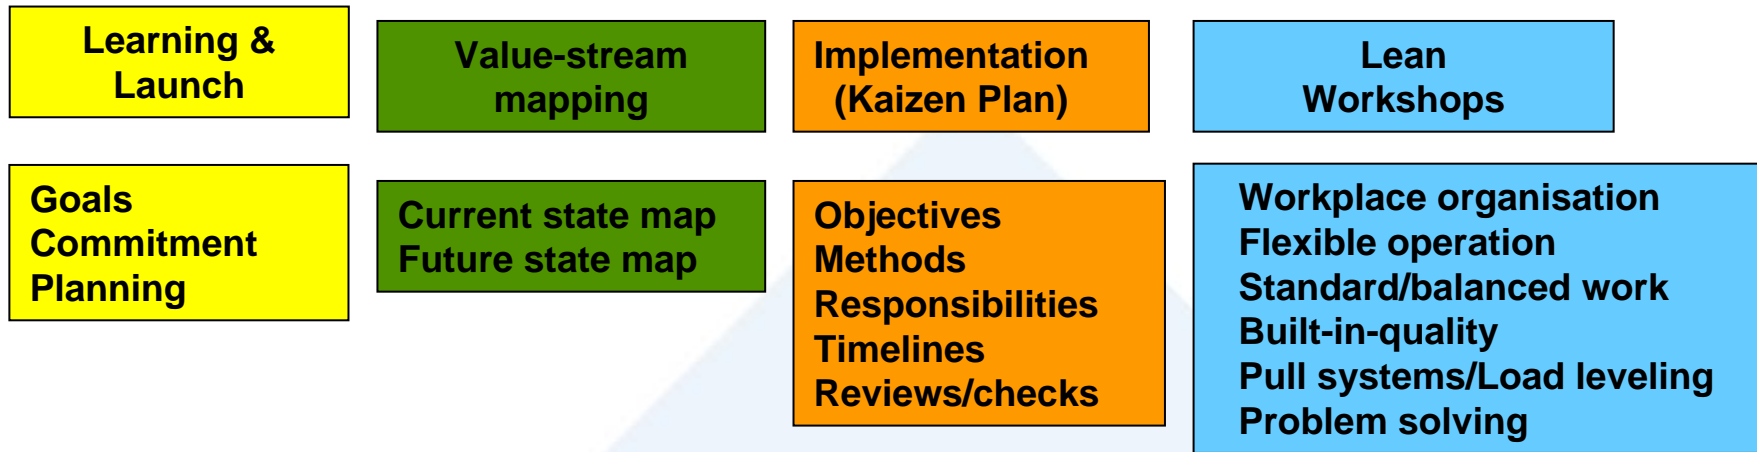 Learning &
Launch
Value-stream
mapping
Implementation
(Kaizen Plan)
Lean
Workshops
Goals
Commitment
Planning
Current state map
Future state map
Objectives
Methods
Responsibilities
Timelines
Reviews/checks
Workplace organisation
Flexible operation
Standard/balanced work
Built-in-quality
Pull systems/Load leveling
Problem solving